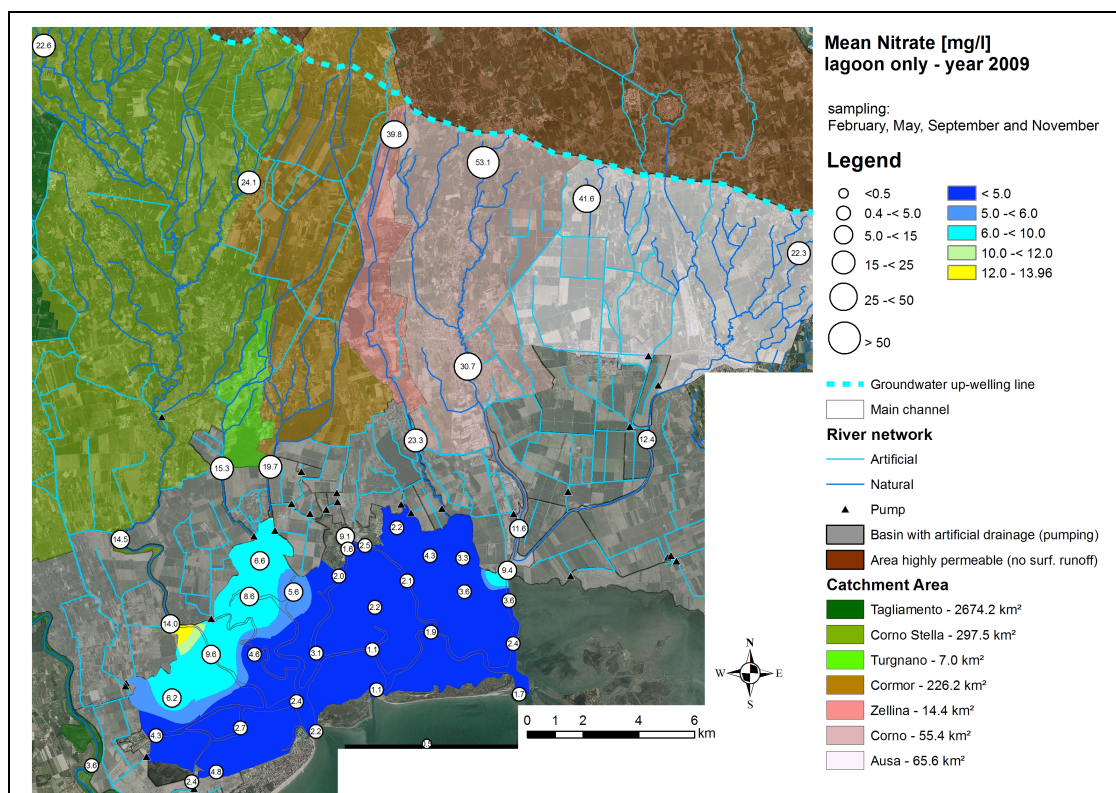 Mean Nitrate [mg/l]
lagoon only - year 2009
sampling:
February, May, September and November
Legend
<0.5
0.4 -< 5.0
5.0 -< 15
15 -< 25
25 -< 50
> 50
< 5.0
5.0 -< 6.0
6.0 -< 10.0
10.0 -< 12.0
12.0 - 13.96
Groundwater up-welling line
Main channel
River network
Artificial
Natural
Pump
Basin with artificial drainage (pumping)
Area highly permeable (no surf. runoff)
Catchment Area
Tagliamento - 2674.2 km²
Corno Stella - 297.5 km²
Turgnano - 7.0 km²
Cormor - 226.2 km²
Zellina - 14.4 km²
Corno - 55.4 km²
Ausa - 65.6 km²
22.6
39.8
53.1
24.1
41.6
22.3
30.7
23.3
12.4
15.3
19.7
14.5
2.2
11.6
9.1
1.6
2.5
6.6
4.3
3.3
9.4
2.0
2.1
5.6
8.6
3.6
3.6
2.2
14.0
1.9
2.4
9.6
4.6
3.1
1.1
6.2
2.4
1.1
1.7
2.7
2.2
4.3
3.6
4.8
2.4
N
W
E
S
0 1 2 4 6
km